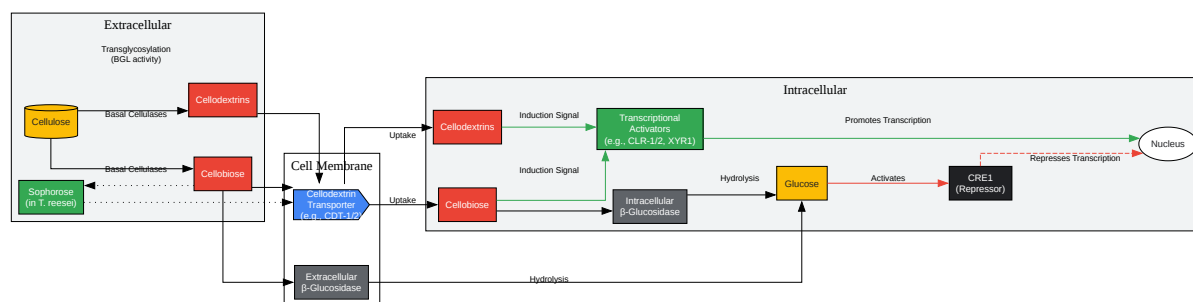 Extracellular
Transglycosylation
(BGL activity)
Cellulose
Basal Cellulases
Cellodextrins
Basal Cellulases
Cellobiose
Sophorose
(in T. reesei)
Cell Membrane
Cellodextrin
Transporter
(e.g., CDT-1/2)
Extracellular
β-Glucosidase
Uptake
Uptake
Hydrolysis
Intracellular
Cellodextrins
Induction Signal
Transcriptional
Activators
(e.g., CLR-1/2, XYR1)
Promotes Transcription
Nucleus
Induction Signal
Cellobiose
Intracellular
β-Glucosidase
Hydrolysis
Glucose
Activates
CRE1
(Repressor)
Represses Transcription